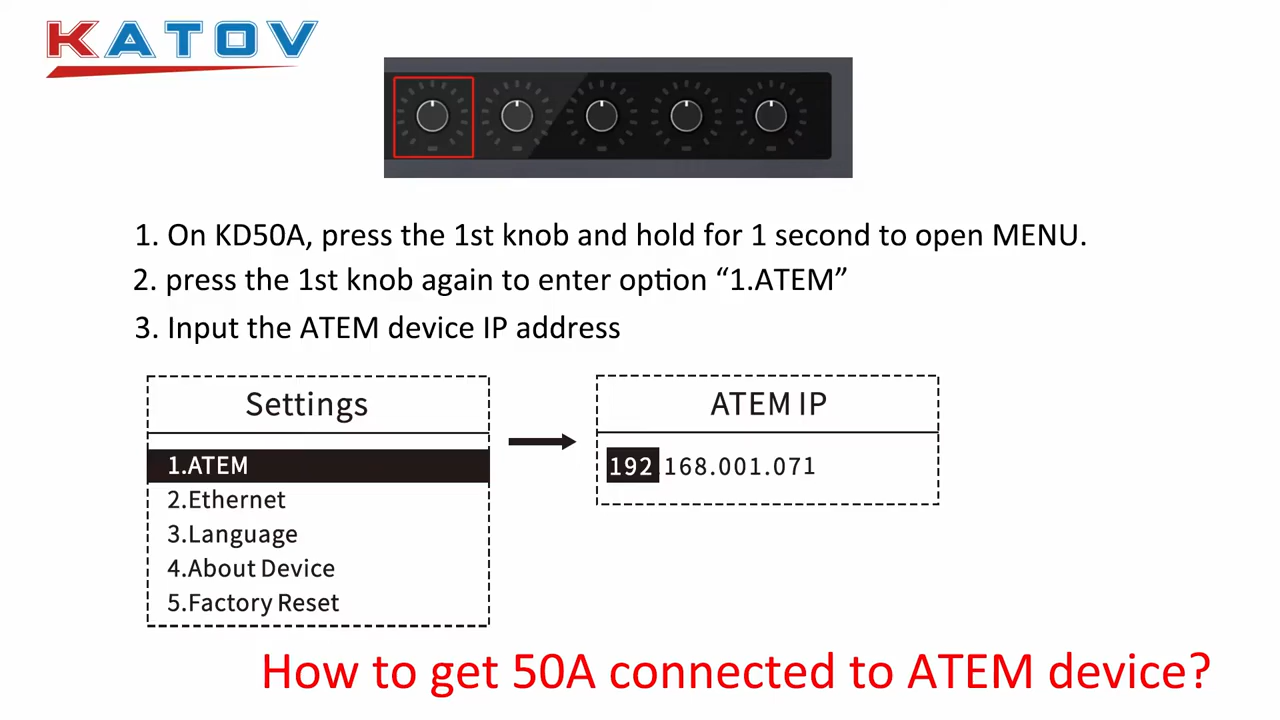 KATOV
1. On KD50A, press the 1st knob and hold for 1 second to open MENU.
2. press the 1st knob again to enter option “1.ATEM”
3. Input the ATEM device IP address
Settings
1.ATEM
2.Ethernet
3.Language
4.About Device
5.Factory Reset
ATEM IP
192 168.001.071
How to get 50A connected to ATEM device?